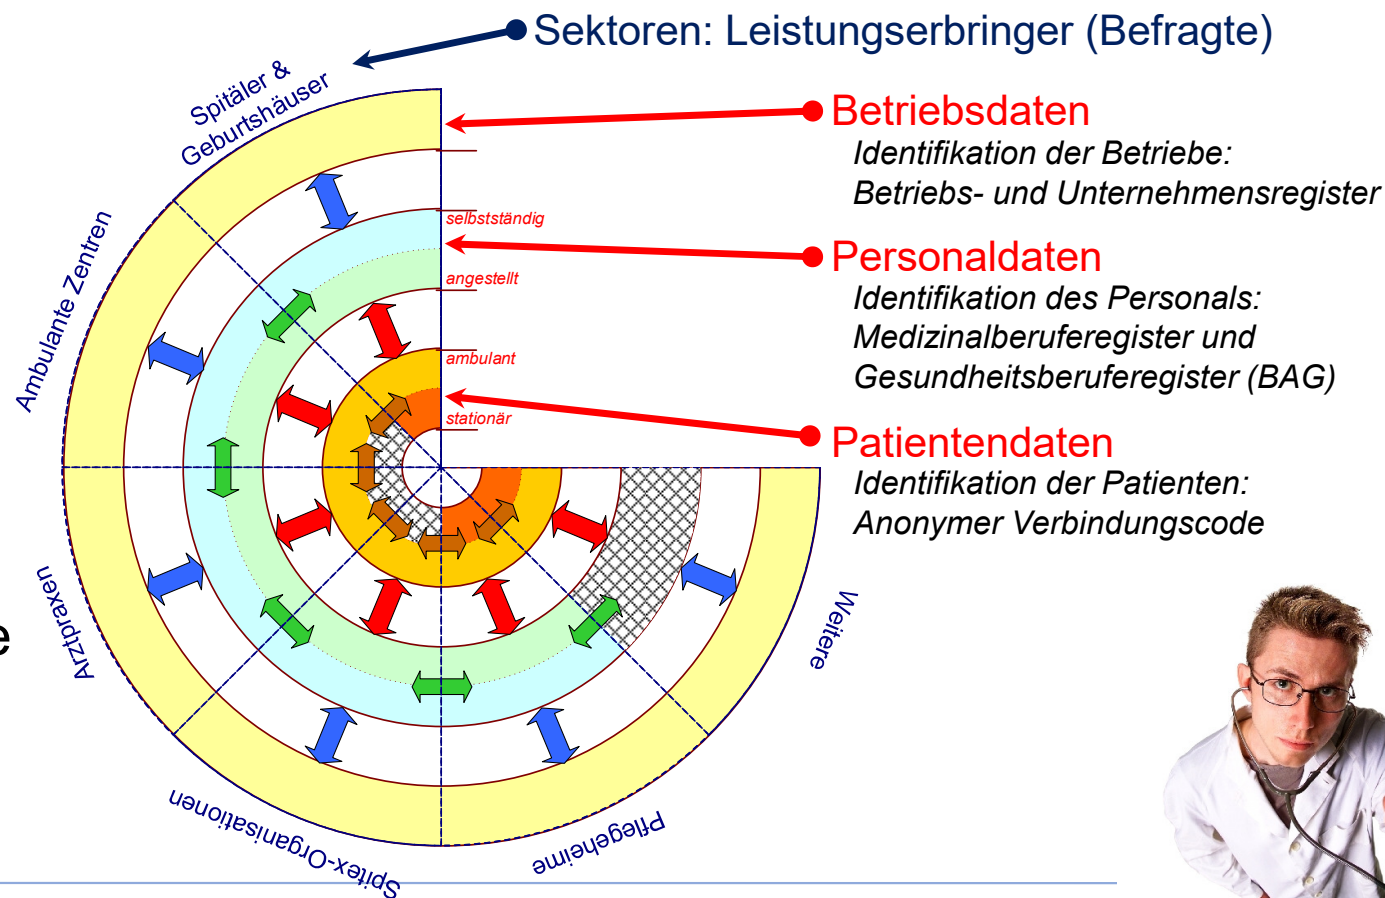 Sektoren: Leistungserbringer (Befragte)
Spitäler &
Geburtshäuser
Betriebsdaten
Identifikation der Betriebe:
Betriebs- und Unternehmensregister
selbstständig
Personaldaten
angestellt
Identifikation des Personals:
Medizinalberuferegister und
Gesundheitsberuferegister (BAG)
Ambulante Zentren
ambulant
stationär
Patientendaten
Identifikation der Patienten:
Anonymer Verbindungscode
Arztpraxen
e
Weitere
Spitex-Organisationen
Pflegeheime